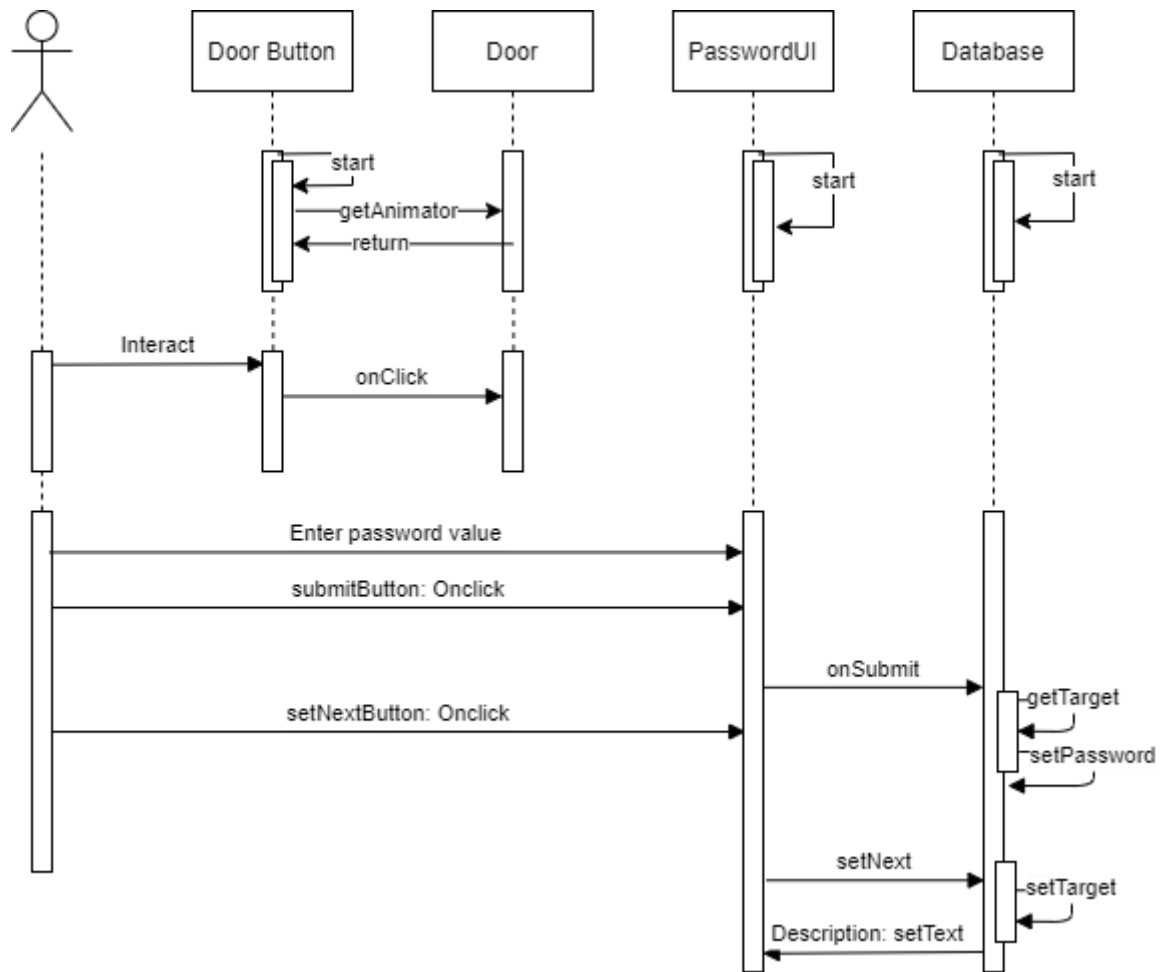 Door Button
Door
PasswordUI
Database
start
start
start
getAnimator
return
Interact
onClick
Enter password value
submitButton: Onclick
onSubmit
getTarget
setNextButton: Onclick
setPassword
setNext
setTarget
Description: setText